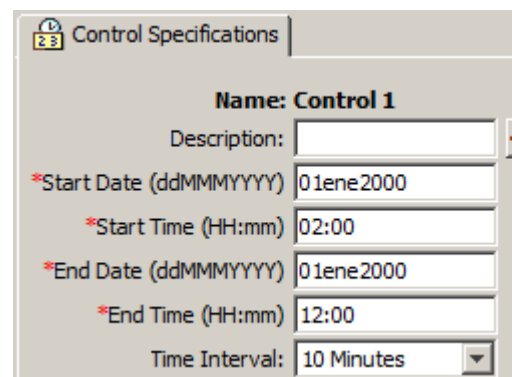 Control Specifications
Name: Control 1
Description:
*Start Date (ddMMMYYYY) 01ene2000
*Start Time (HH:mm) 02:00
*End Date (ddMMMYYYY) 01ene2000
*End Time (HH:mm) 12:00
Time Interval: 10 Minutes